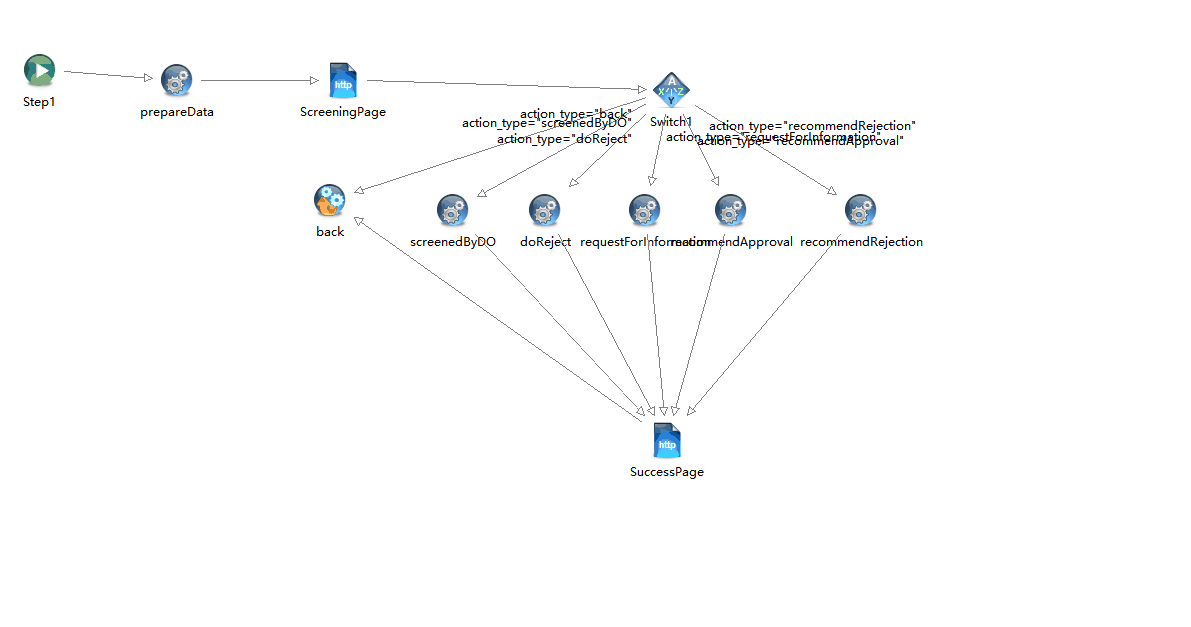 Step1
prepareData
http
ScreeningPage
A
X Z
Y
Switch1
action_type="back"
action_type="screenedByDO"
action_type="doReject"
action_type="recommendRejection"
action_type="requestForInformation"
action_type="recommendApproval"
back
screenedByDO
doReject
requestForInformation
recommendApproval
recommendRejection
http
SuccessPage